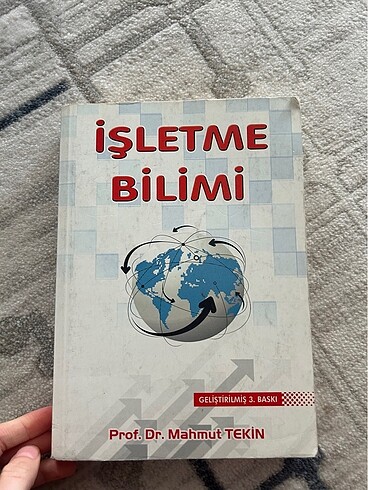 İŞLETME
BİLİMİ
GELİŞTİRİLMİŞ 3. BASKI
Prof. Dr. Mahmut TEKİN